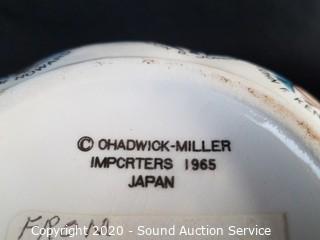 © CHADWICK-MILLER
IMPORTERS 1965
JAPAN
Copyright © 2020 - Sound Auction Service